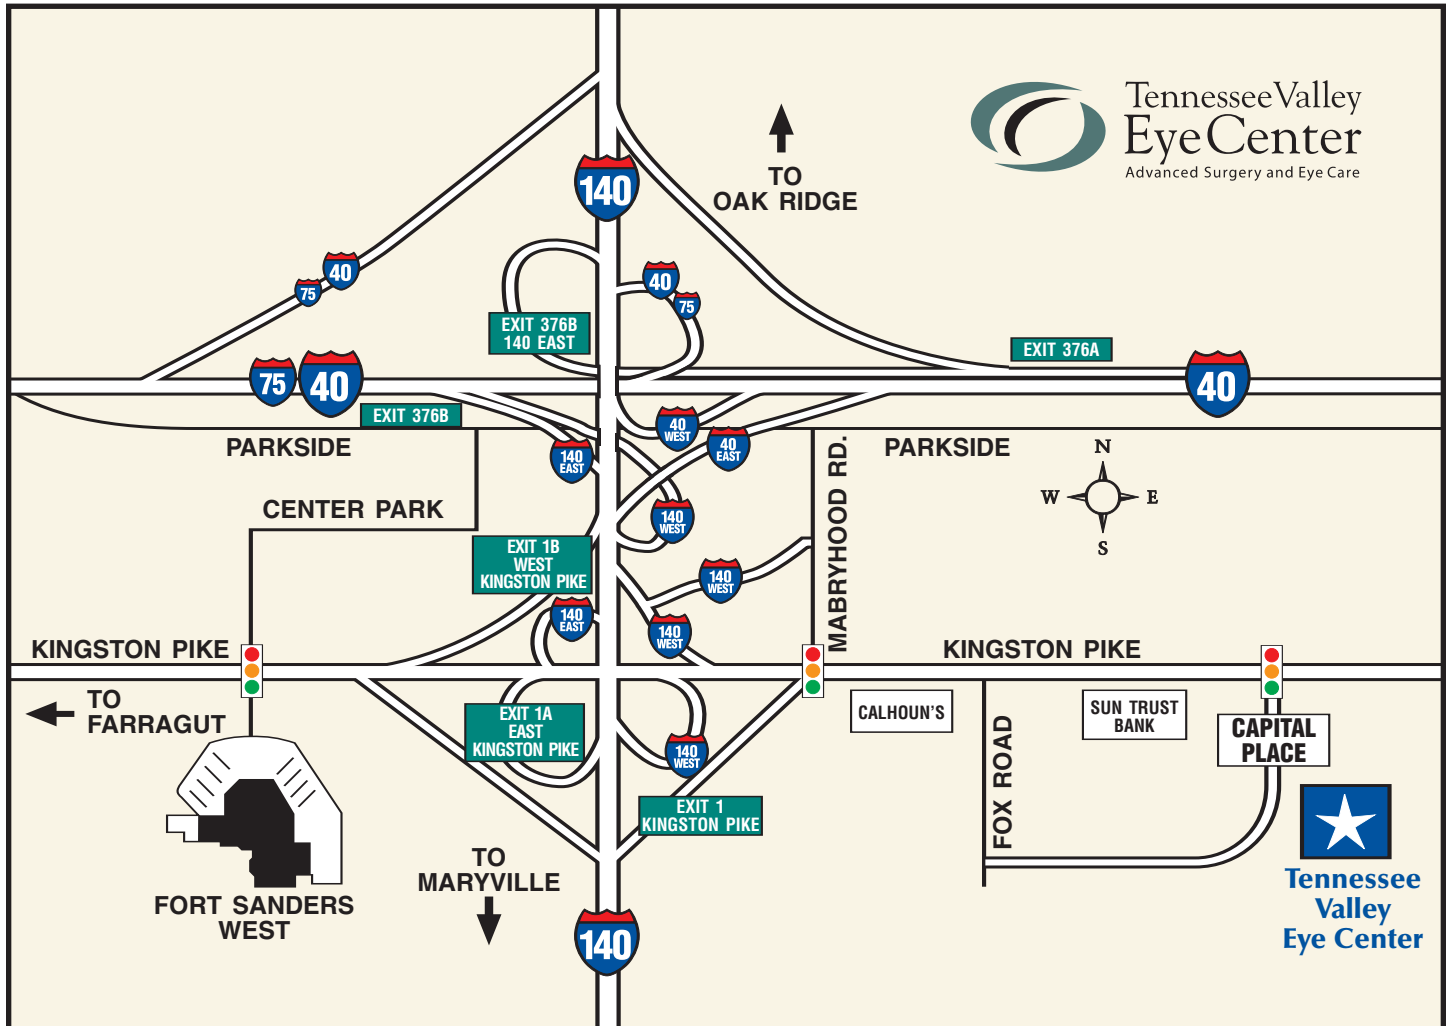 Tennessee Valley
Eye Center
Advanced Surgery and Eye Care
140
TO
OAK RIDGE
40
75
40
75
EXIT 376B
140 EAST
EXIT 376A
75
40
40
EXIT 376B
PARKSIDE
40
WEST
40
EAST
PARKSIDE
140
EAST
N
W
E
S
CENTER PARK
140
WEST
MABRYHOOD RD.
EXIT 1B
WEST
KINGSTON PIKE
140
WEST
140
EAST
140
WEST
KINGSTON PIKE
KINGSTON PIKE
TO
FARRAGUT
EXIT 1A
EAST
KINGSTON PIKE
140
WEST
CALHOUN'S
FOX ROAD
SUN TRUST
BANK
CAPITAL
PLACE
EXIT 1
KINGSTON PIKE
TO
MARYVILLE
FORT SANDERS
WEST
140
Tennessee
Valley
Eye Center